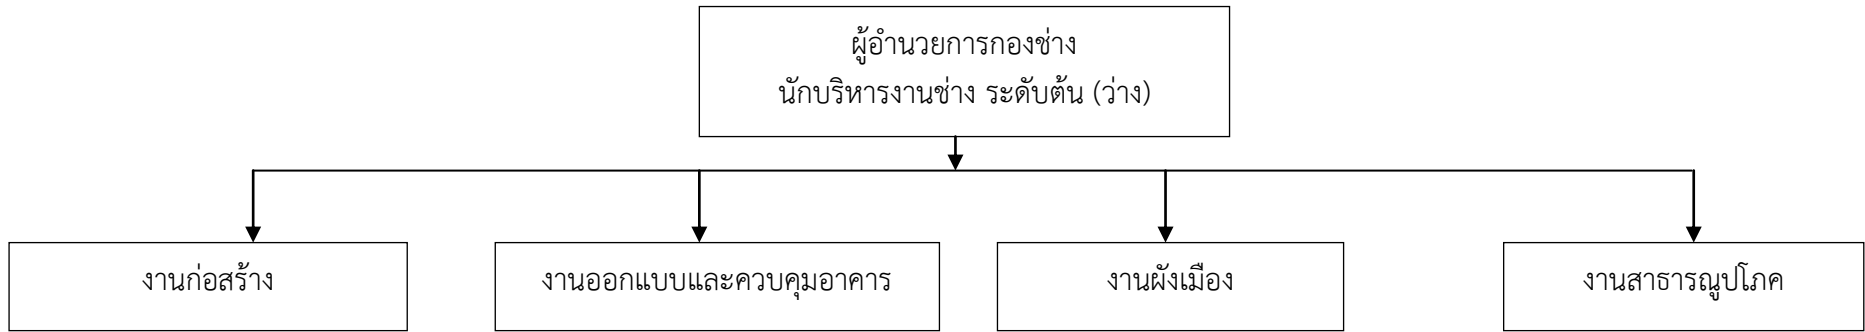 ผู้อำนวยการกองช่าง
นักบริหารงานช่าง ระดับต้น (ว่าง)
งานก่อสร้าง
งานออกแบบและควบคุมอาคาร
งานผังเมือง
งานสาธารณูปโภค